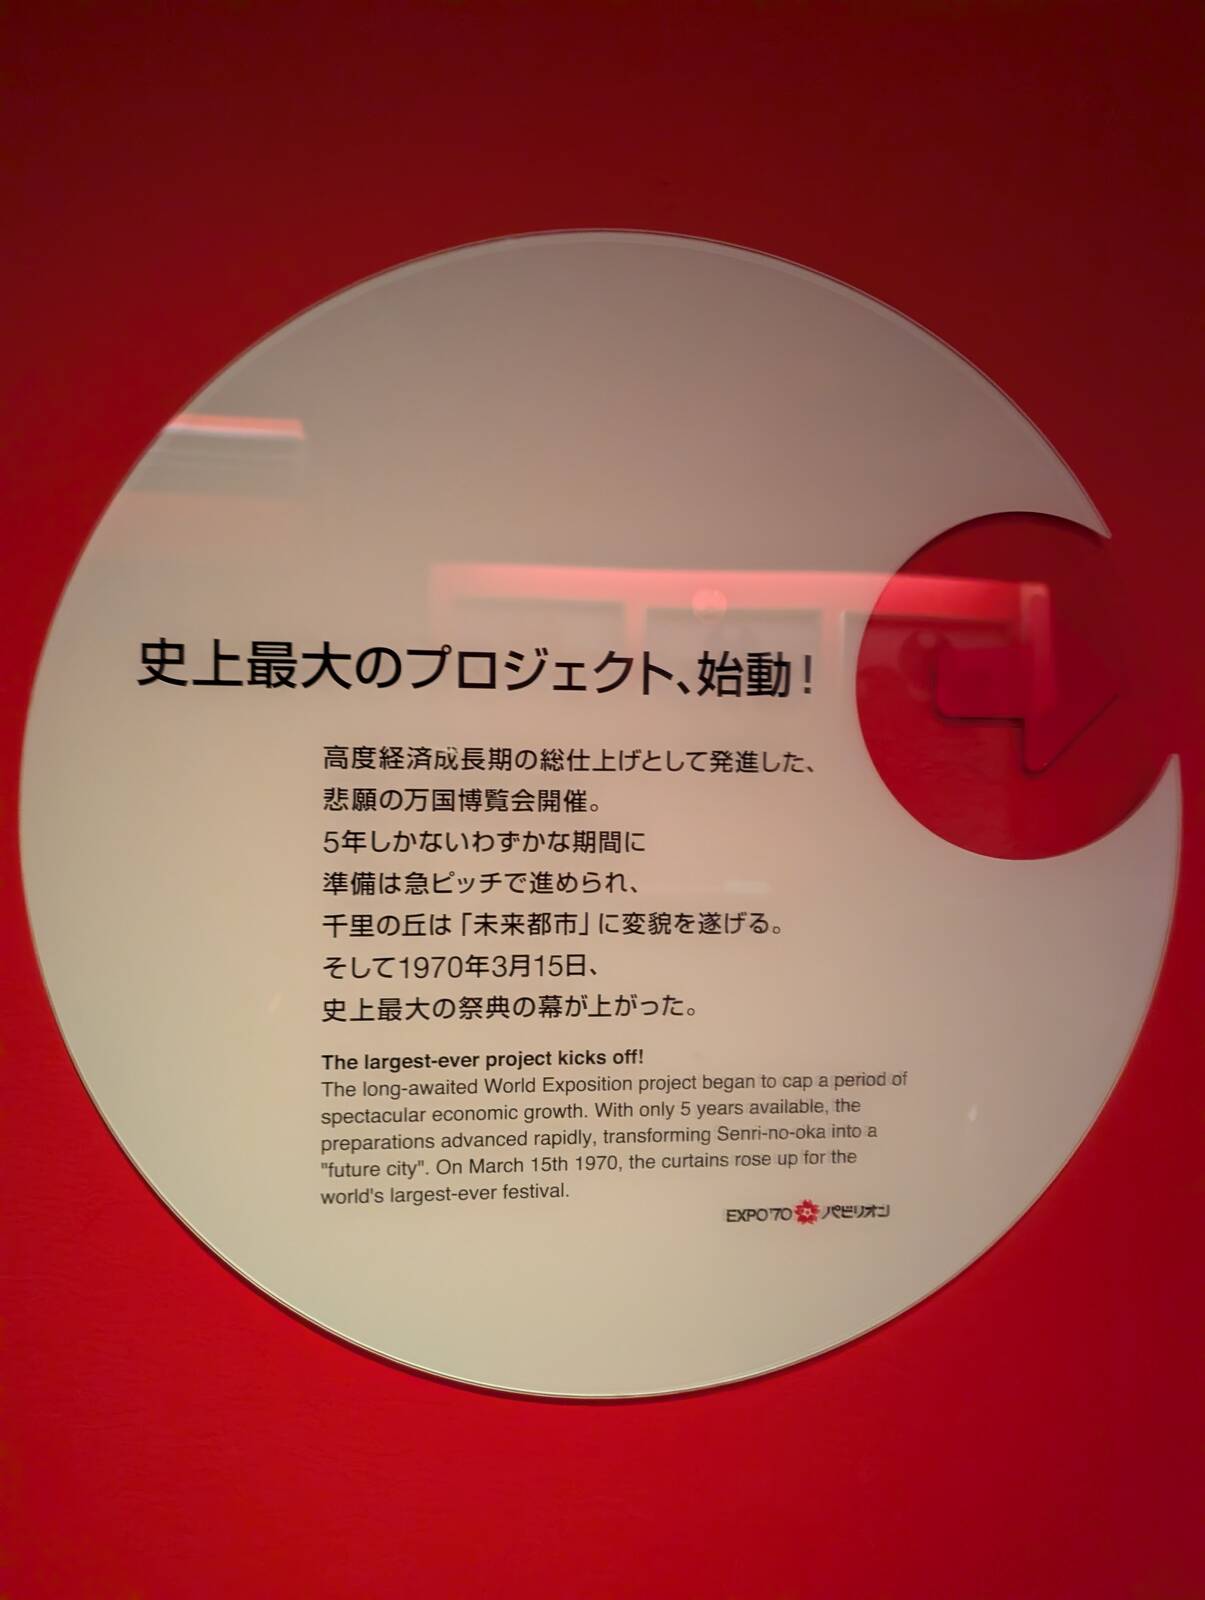 史上最大のプロジェクト、始動！
高度経済成長期の総仕上げとして発進した、
悲願の万国博覧会開催。
5年しかないわずかな期間に
準備は急ピッチで進められ、
千里の丘は「未来都市」に変貌を遂げる。
そして1970年3月15日、
史上最大の祭典の幕が上がった。
The largest-ever project kicks off!
The long-awaited World Exposition project began to cap a period of
spectacular economic growth. With only 5 years available, the
preparations advanced rapidly, transforming Senri-no-oka into a
"future city". On March 15th 1970, the curtains rose up for the
world's largest-ever festival.
EXPO'70 パビリオン